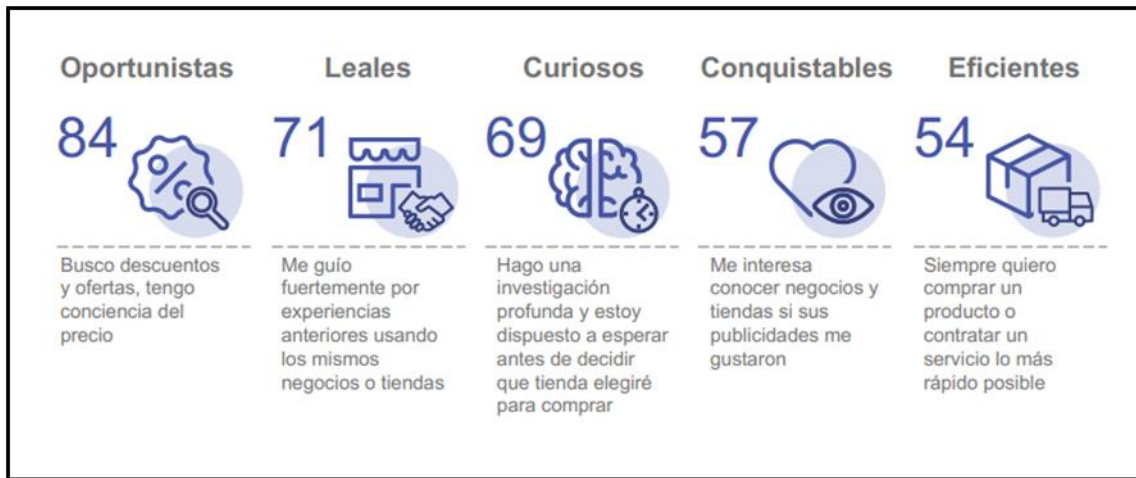 Oportunistas
84
Busco descuentos
y ofertas, tengo
conciencia del
precio
Leales
71
Me guío
fuertemente por
experiencias
anteriores usando
los mismos
negocios o tiendas
Curiosos
69
Hago una
investigación
profunda y estoy
dispuesto a esperar
antes de decidir
que tienda elegiré
para comprar
Conquistables
57
Me interesa
conocer negocios y
tiendas si sus
publicidades me
gustaron
Eficientes
54
Siempre quiero
comprar un
producto o
contratar un
servicio lo más
rápido posible